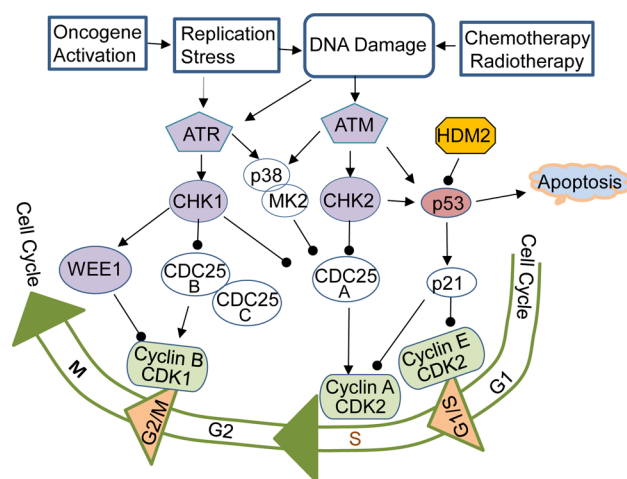 Oncogene
Activation
Replication
Stress
DNA Damage
Chemotherapy
Radiotherapy
ATR
ATM
HDM2
p38
MK2
CHK1
CHK2
p53
Apoptosis
Cell Cycle
WEE1
CDC25
B
CDC25
C
CDC25
A
p21
Cell Cycle
Cyclin B
CDK1
Cyclin A
CDK2
Cyclin E
CDK2
M
G2/M
G2
S
G1/S
G1